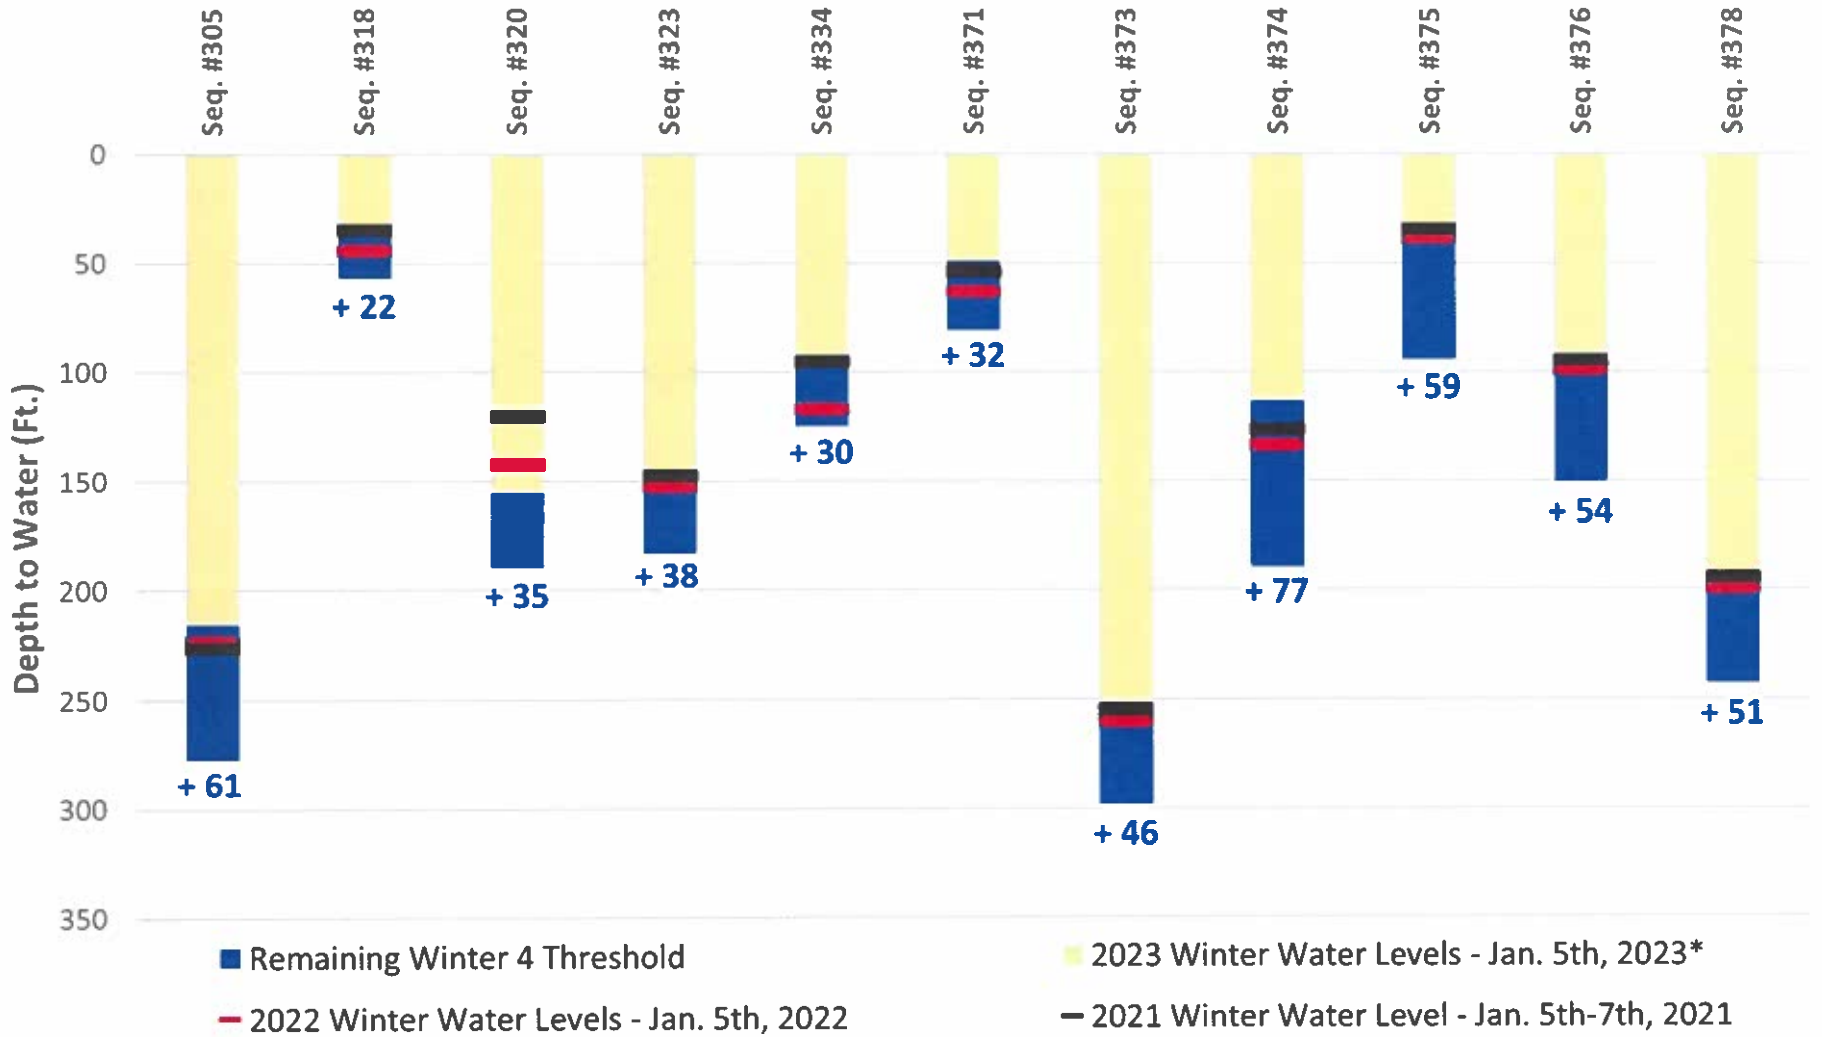 Seq. #305
Seq. #318
Seq. #320
Seq. #323
Seq. #334
Seq. #371
Seq. #373
Seq. #374
Seq. #375
Seq. #376
Seq. #378
Depth to Water (Ft.)
0
50
100
150
200
250
300
350
+ 61
+ 22
+ 35
+ 38
+ 30
+ 32
+ 46
+ 77
+ 59
+ 54
+ 51
Remaining Winter 4 Threshold
2023 Winter Water Levels - Jan. 5th, 2023*
2022 Winter Water Levels - Jan. 5th, 2022
2021 Winter Water Level - Jan. 5th-7th, 2021